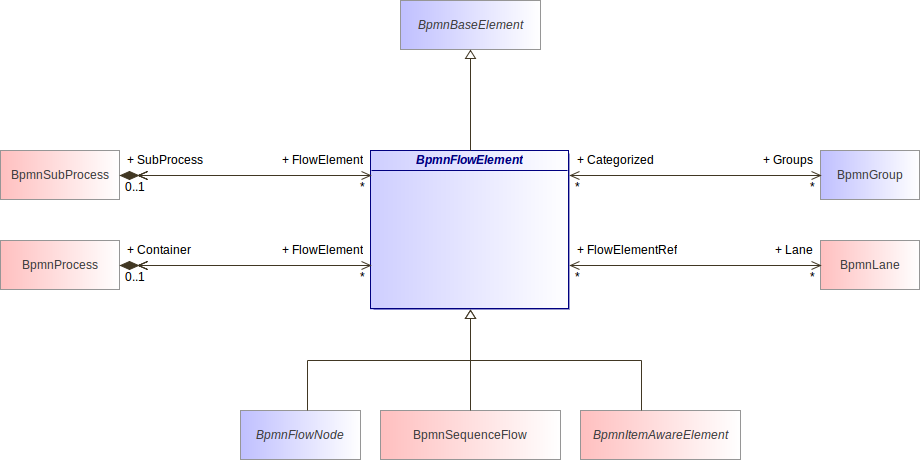 BpmnBaseElement
+ SubProcess
+ FlowElement
BpmnFlowElement
+ Categorized
+ Groups
BpmnSubProcess
0..1
*
*
*
BpmnGroup
+ Container
+ FlowElement
+ FlowElementRef
+ Lane
BpmnProcess
0..1
*
*
*
BpmnLane
BpmnFlowNode
BpmnSequenceFlow
BpmnItemAwareElement